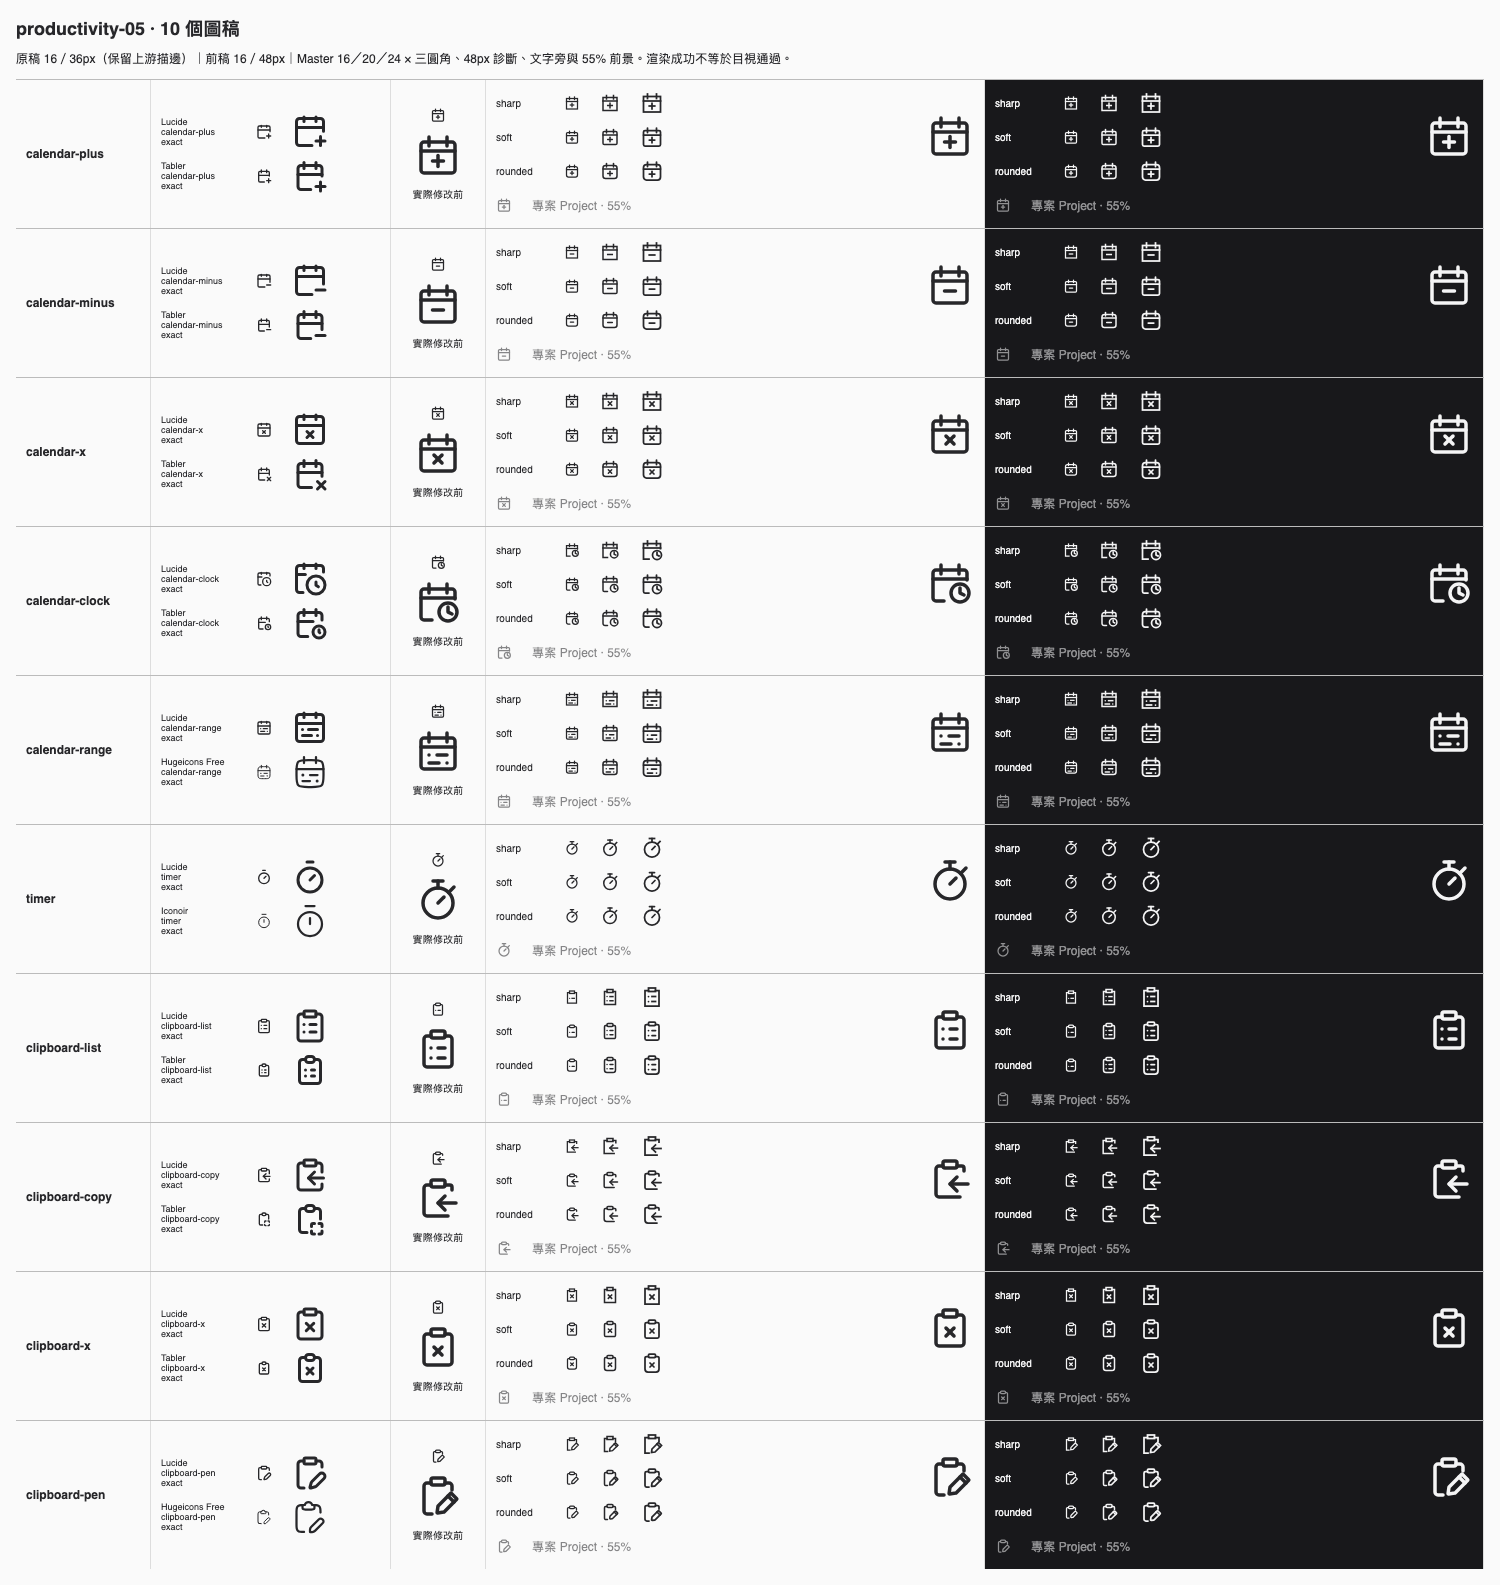 productivity-05 · 10 個圖稿
原稿 16 / 36px（保留上游描邊）｜前稿 16 / 48px｜Master 16／20／24 × 三圓角、48px 診斷、文字旁與 55% 前景。渲染成功不等於目視通過。
calendar-plus
Lucide
calendar-plus
exact
Tabler
calendar-plus
exact
實際修改前
sharp
soft
rounded
專案 Project · 55%
sharp
soft
rounded
專案 Project · 55%
calendar-minus
Lucide
calendar-minus
exact
Tabler
calendar-minus
exact
實際修改前
sharp
soft
rounded
專案 Project · 55%
sharp
soft
rounded
專案 Project · 55%
calendar-x
Lucide
calendar-x
exact
Tabler
calendar-x
exact
實際修改前
sharp
soft
rounded
專案 Project · 55%
sharp
soft
rounded
專案 Project · 55%
calendar-clock
Lucide
calendar-clock
exact
Tabler
calendar-clock
exact
實際修改前
sharp
soft
rounded
專案 Project · 55%
sharp
soft
rounded
專案 Project · 55%
calendar-range
Lucide
calendar-range
exact
Hugeicons Free
calendar-range
exact
實際修改前
sharp
soft
rounded
專案 Project · 55%
sharp
soft
rounded
專案 Project · 55%
timer
Lucide
timer
exact
Iconoir
timer
exact
實際修改前
sharp
soft
rounded
專案 Project · 55%
sharp
soft
rounded
專案 Project · 55%
clipboard-list
Lucide
clipboard-list
exact
Tabler
clipboard-list
exact
實際修改前
sharp
soft
rounded
專案 Project · 55%
sharp
soft
rounded
專案 Project · 55%
clipboard-copy
Lucide
clipboard-copy
exact
Tabler
clipboard-copy
exact
實際修改前
sharp
soft
rounded
專案 Project · 55%
sharp
soft
rounded
專案 Project · 55%
clipboard-x
Lucide
clipboard-x
exact
Tabler
clipboard-x
exact
實際修改前
sharp
soft
rounded
專案 Project · 55%
sharp
soft
rounded
專案 Project · 55%
clipboard-pen
Lucide
clipboard-pen
exact
Hugeicons Free
clipboard-pen
exact
實際修改前
sharp
soft
rounded
專案 Project · 55%
sharp
soft
rounded
專案 Project · 55%